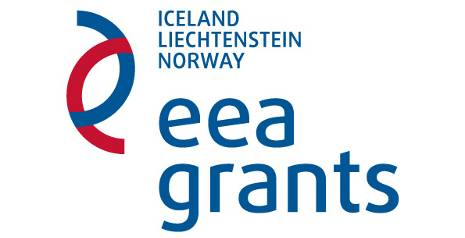 ICELAND
LIECHTENSTEIN
NORWAY
eea
grants